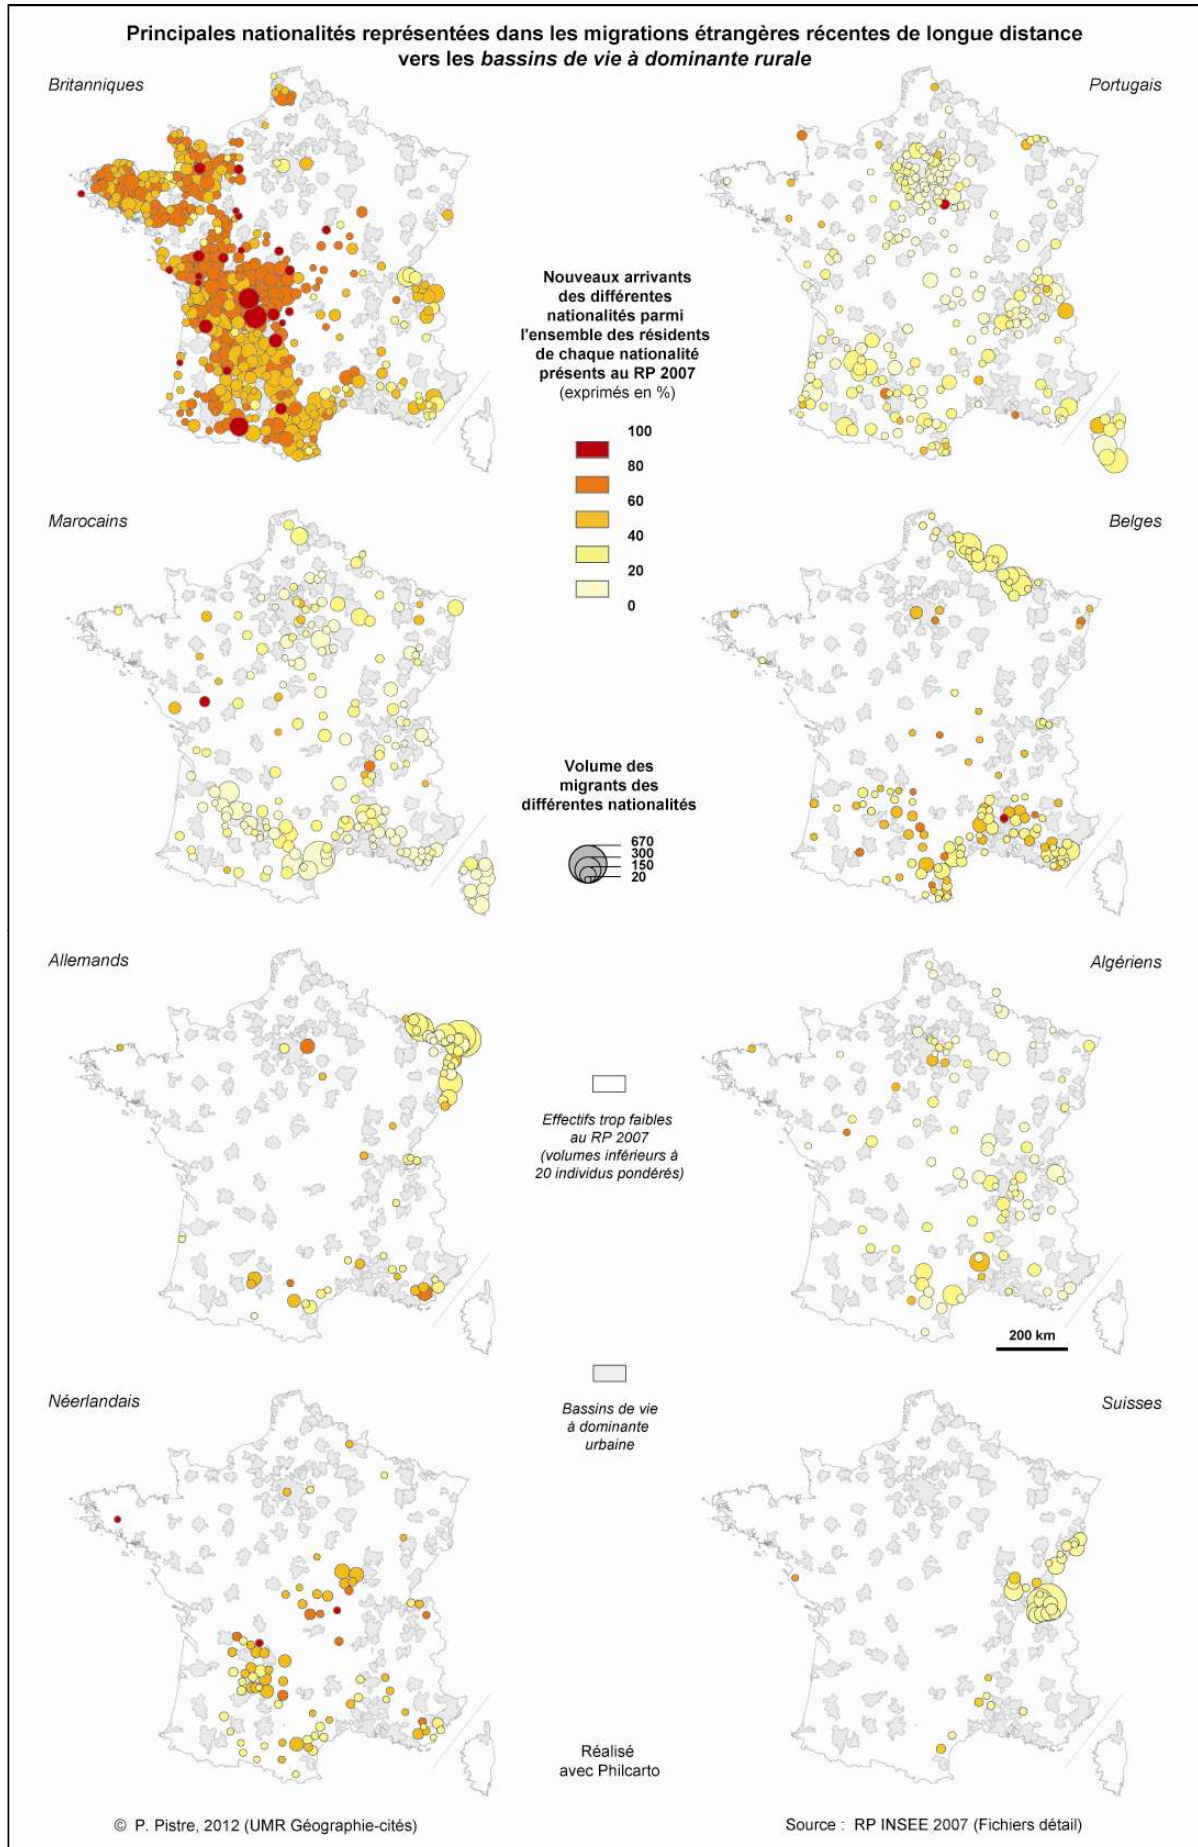 Principales nationalités représentées dans les migrations étrangères récentes de longue distance
vers les bassins de vie à dominante rurale
Britanniques
Portugais
Nouveaux arrivants
des différentes
nationalités parmi
l'ensemble des résidents
de chaque nationalité
présents au RP 2007
(exprimés en %)
100
80
60
40
20
0
Marocains
Belges
Volume des
migrants des
différentes nationalités
670
300
150
20
Allemands
Algériens
Effectifs trop faibles
au RP 2007
(volumes inférieurs à
20 individus pondérés)
200 km
Néerlandais
Suisses
Bassins de vie
à dominante
urbaine
Réalisé
avec Philcarto
© P. Pistre, 2012 (UMR Géographie-cités)
Source : RP INSEE 2007 (Fichiers détail)